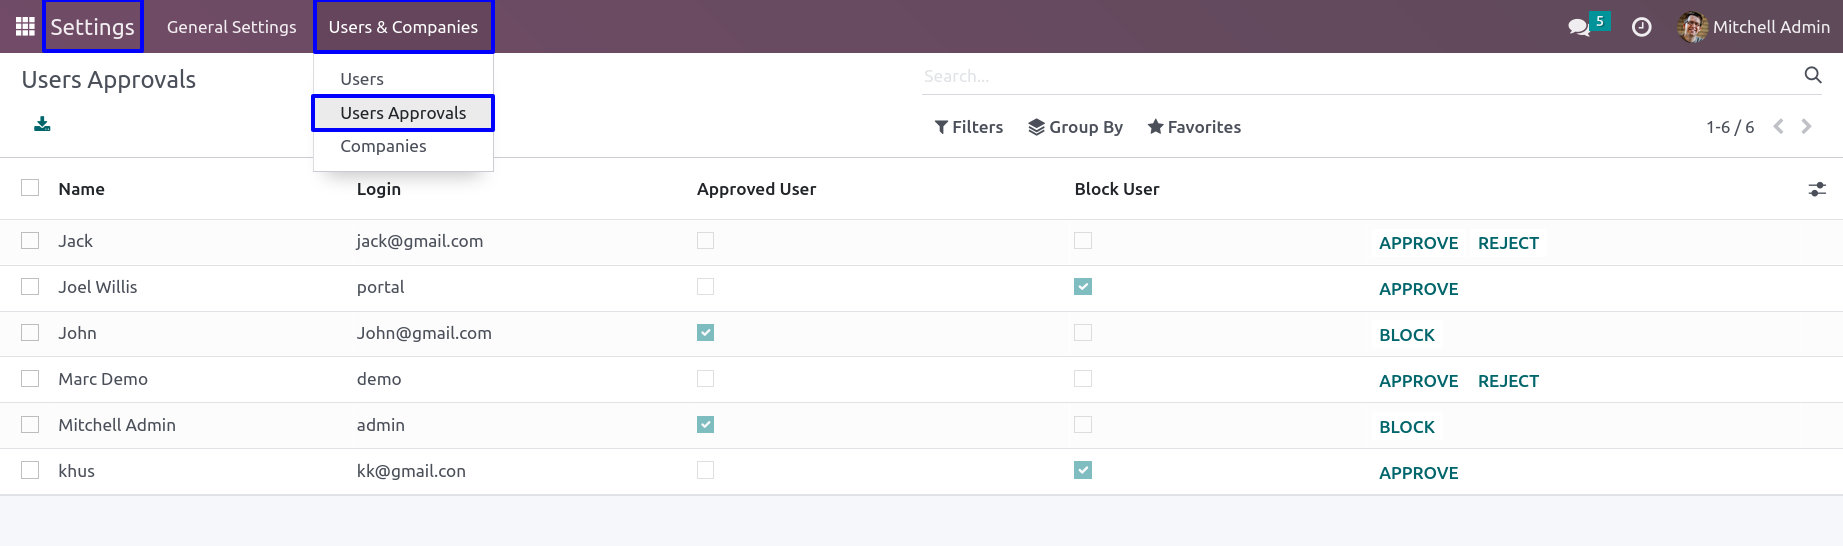 Settings General Settings Users & Companies 5 Mitchell Admin
Users Approvals
Users
Users Approvals
Companies
Search...
Filters Group By Favorites 1-6 / 6
Name Login Approved User Block User
Jack jack@gmail.com APPROVE REJECT
Joel Willis portal APPROVE
John John@gmail.com BLOCK
Marc Demo demo APPROVE REJECT
Mitchell Admin admin BLOCK
khus kk@gmail.con APPROVE